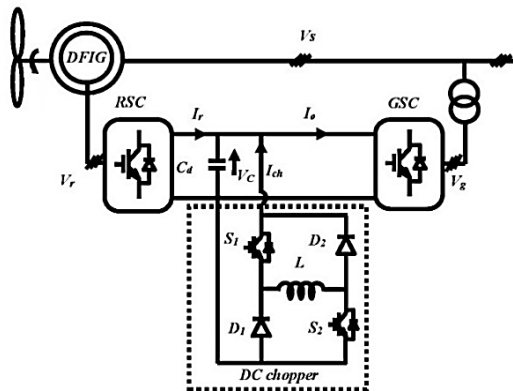 Vs
DFIG
RSC
GSC
Ir
Io
Cd
VC
Ich
Vr
Vg
S1
D2
L
D1
S2
DC chopper